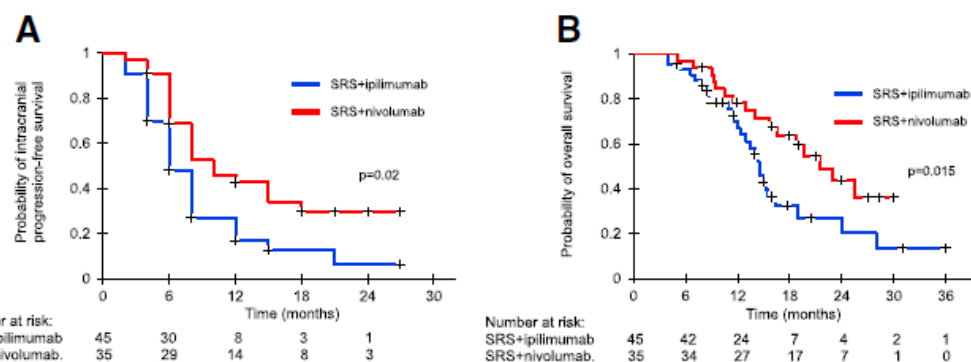 A
Probability of intracranial
progression-free survival
1
0.8
0.6
0.4
0.2
0
SRS+ipilimumab
SRS+nivolumab
p=0.02
0 6 12 18 24 30
Time (months)
er at risk:
ipilimumab 45 30 8 3 1
nivolumab. 35 29 14 8 3
B
Probability of overall survival
1
0.8
0.6
0.4
0.2
0
SRS+ipilimumab
SRS+nivolumab
p=0.015
0 6 12 18 24 30 36
Time (months)
Number at risk:
SRS+ipilimumab 45 42 24 7 4 2 1
SRS+nivolumab. 35 34 27 17 7 1 0